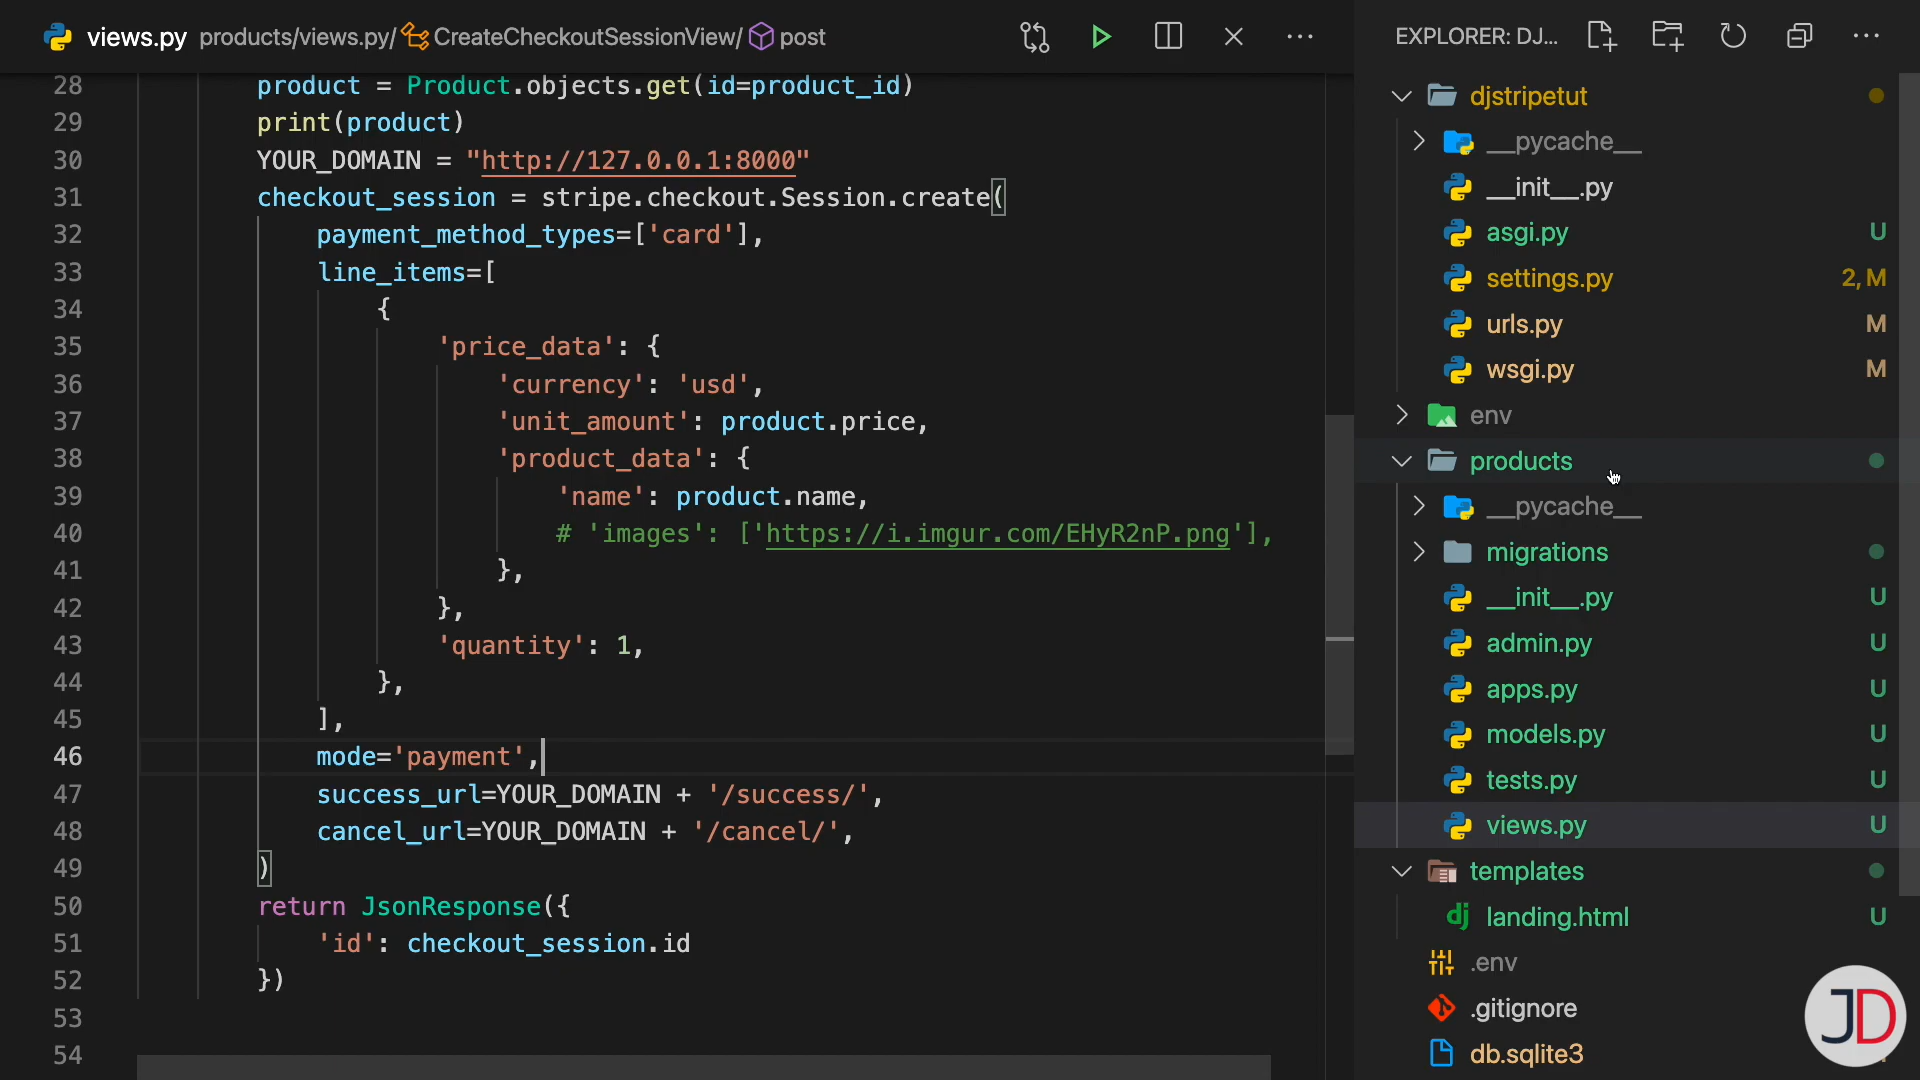 views.py products/views.py/ CreateCheckoutSessionView/ post
28 product = Product.objects.get(id=product_id)
29 print(product)
30 YOUR_DOMAIN = "http://127.0.0.1:8000"
31 checkout_session = stripe.checkout.Session.create(
32 payment_method_types=['card'],
33 line_items=[
34 {
35 'price_data': {
36 'currency': 'usd',
37 'unit_amount': product.price,
38 'product_data': {
39 'name': product.name,
40 # 'images': ['https://i.imgur.com/EHyR2nP.png'],
41 },
42 },
43 'quantity': 1,
44 },
45 ],
46 mode='payment',
47 success_url=YOUR_DOMAIN + '/success/',
48 cancel_url=YOUR_DOMAIN + '/cancel/',
49 )
50 return JsonResponse({
51 'id': checkout_session.id
52 })
53
54
EXPLORER: DJ...
djstripetut
__pycache__
__init__.py
asgi.py U
settings.py 2, M
urls.py M
wsgi.py M
env
products
__pycache__
migrations
__init__.py U
admin.py U
apps.py U
models.py U
tests.py U
views.py U
templates
dj landing.html U
.env
.gitignore
db.sqlite3
JD